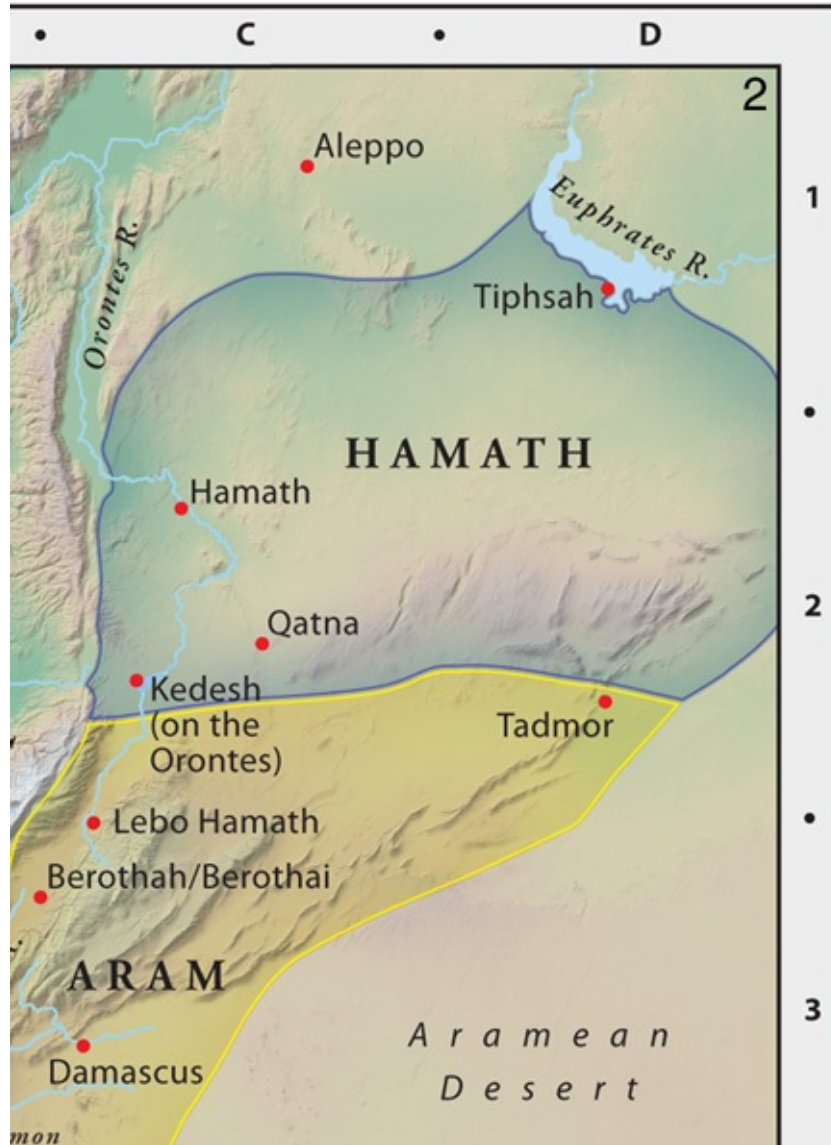 C
D
2
Aleppo
1
Euphrates R.
Orontes R.
Tiphsah
HAMATH
Hamath
2
Qatna
Kedesh
(on the
Orontes)
Tadmor
Lebo Hamath
Berothah/Berothai
ARAM
3
Aramean
Desert
Damascus
mon